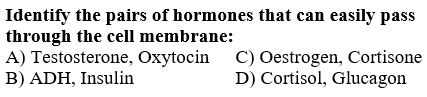 Identify the pairs of hormones that can easily pass
through the cell membrane:
A) Testosterone, Oxytocin C) Oestrogen, Cortisone
B) ADH, Insulin D) Cortisol, Glucagon